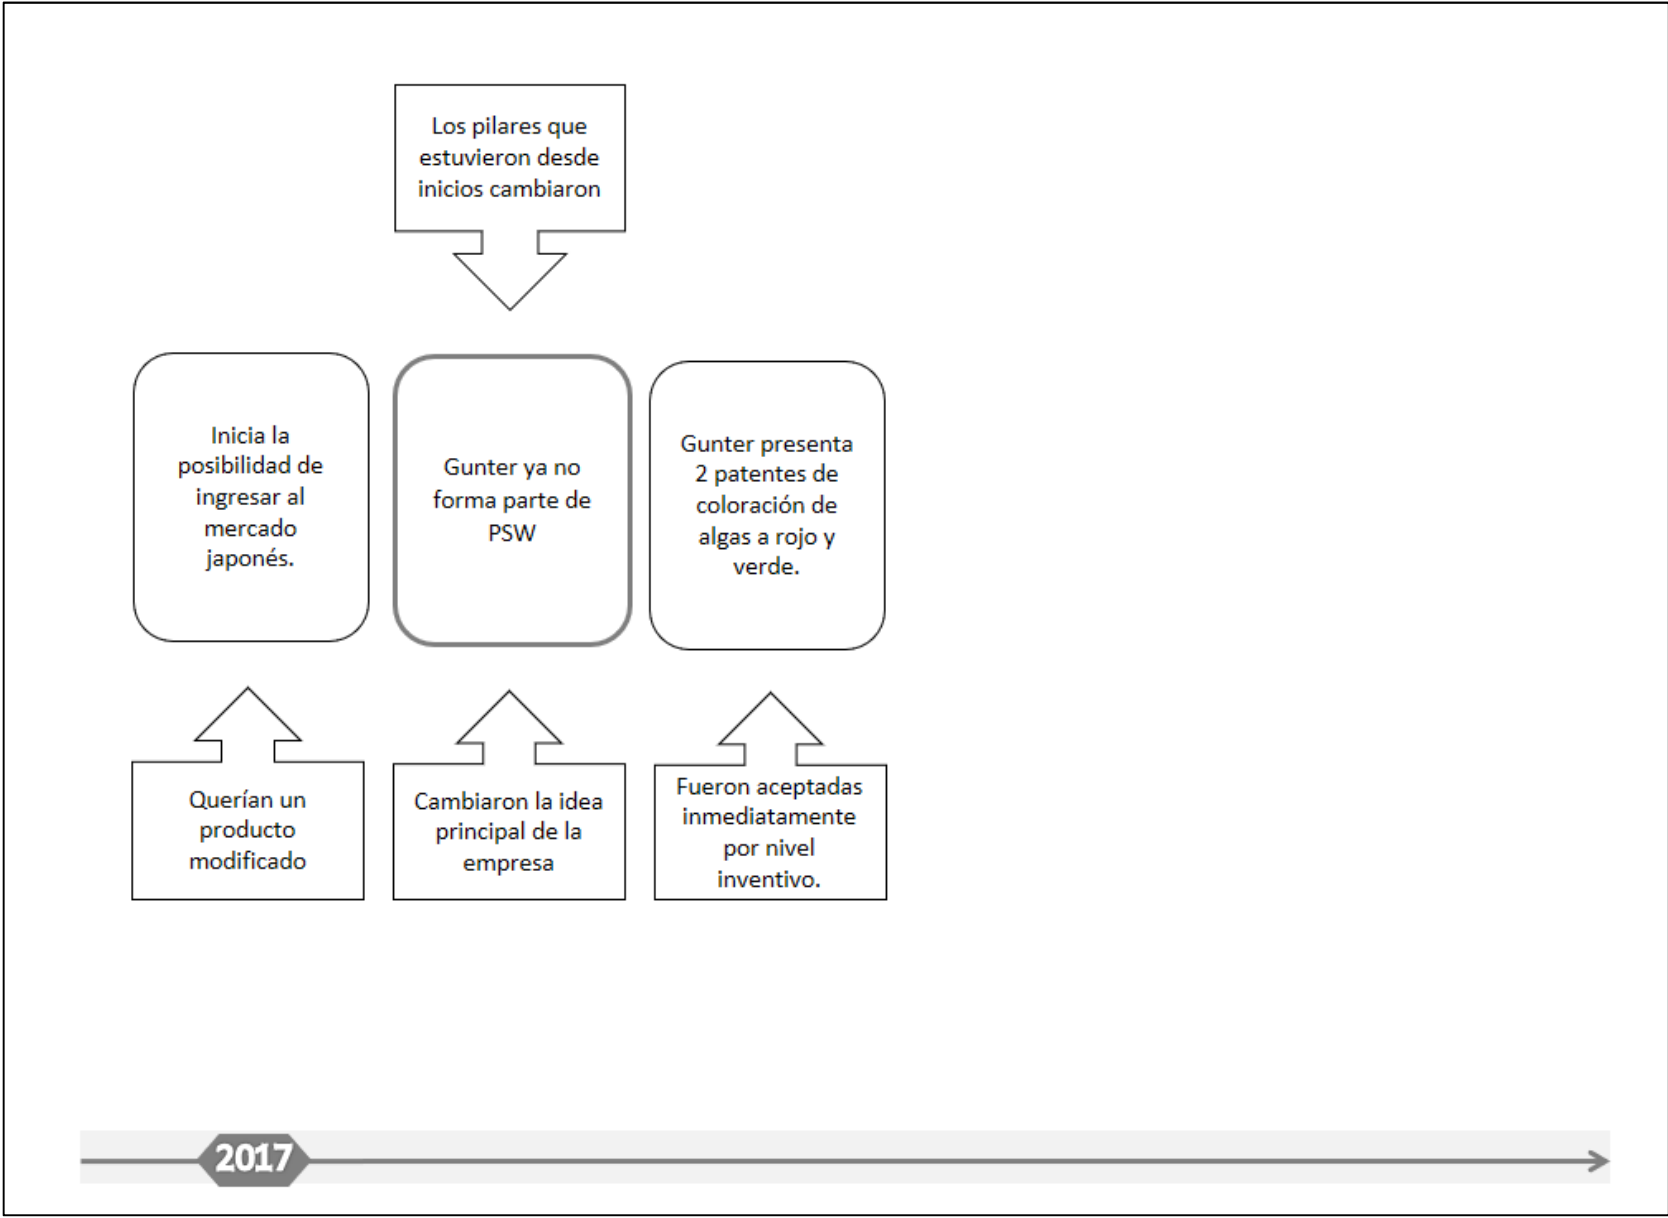 Los pilares que
estuvieron desde
inicios cambiaron
Inicia la
posibilidad de
ingresar al
mercado
japonés.
Gunter ya no
forma parte de
PSW
Gunter presenta
2 patentes de
coloración de
algas a rojo y
verde.
Querían un
producto
modificado
Cambiaron la idea
principal de la
empresa
Fueron aceptadas
inmediatamente
por nivel
inventivo.
2017